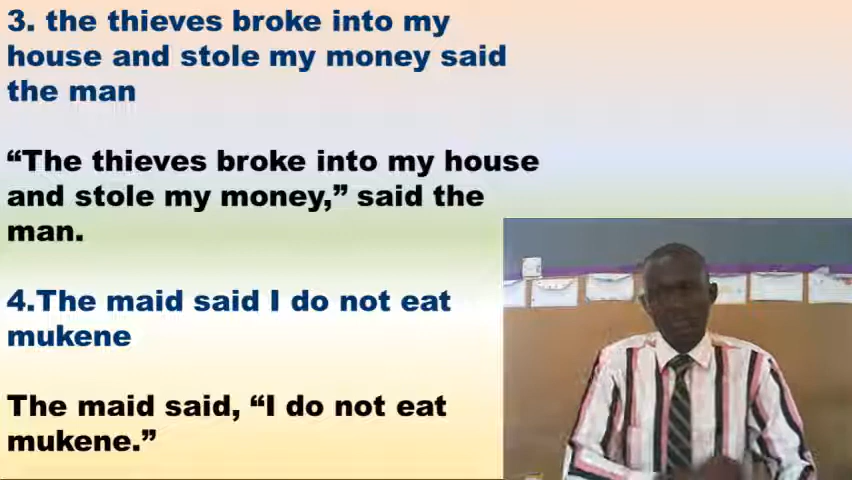 3. the thieves broke into my
house and stole my money said
the man
“The thieves broke into my house
and stole my money,” said the
man.
4.The maid said I do not eat
mukene
The maid said, “I do not eat
mukene.”